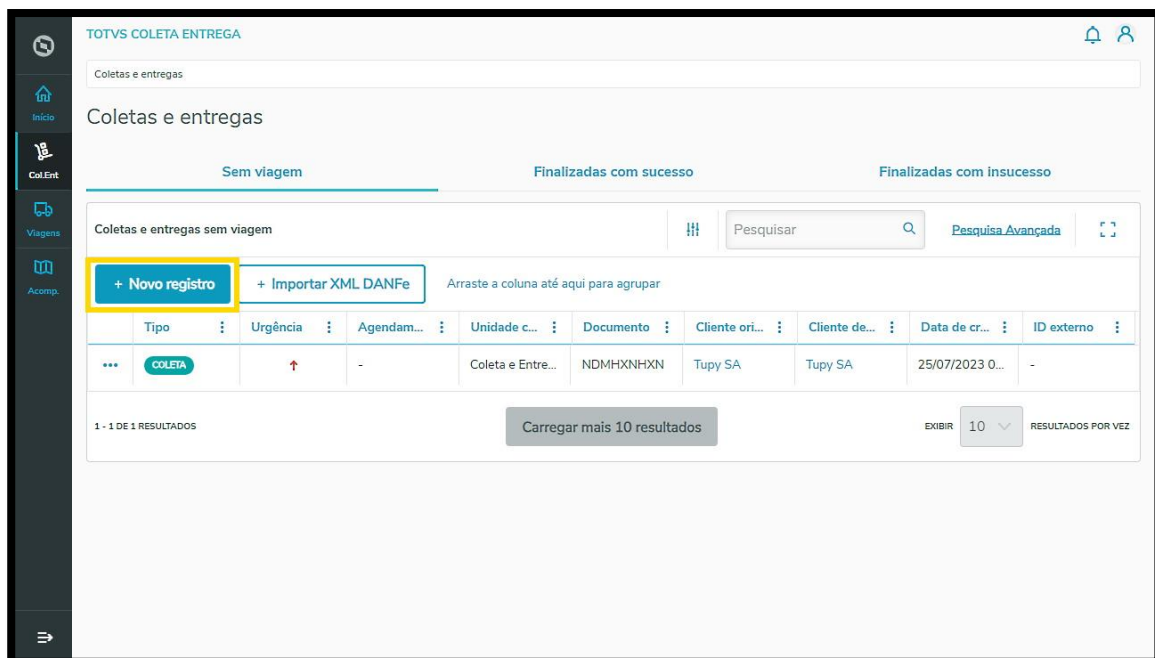 TOTVS COLETA ENTREGA
Coletas e entregas
Início
Col.Ent
Viagens
Acomp.
Coletas e entregas
Sem viagem Finalizadas com sucesso Finalizadas com insucesso
Coletas e entregas sem viagem Pesquisar Pesquisa Avançada
+ Novo registro + Importar XML DANFe Arraste a coluna até aqui para agrupar
Tipo Urgência Agendam... Unidade c... Documento Cliente ori... Cliente de... Data de cr... ID externo
COLETA - Coleta e Entre... NDMHXNHXN Tupy SA Tupy SA 25/07/2023 0... -
1 - 1 DE 1 RESULTADOS Carregar mais 10 resultados EXIBIR 10 RESULTADOS POR VEZ